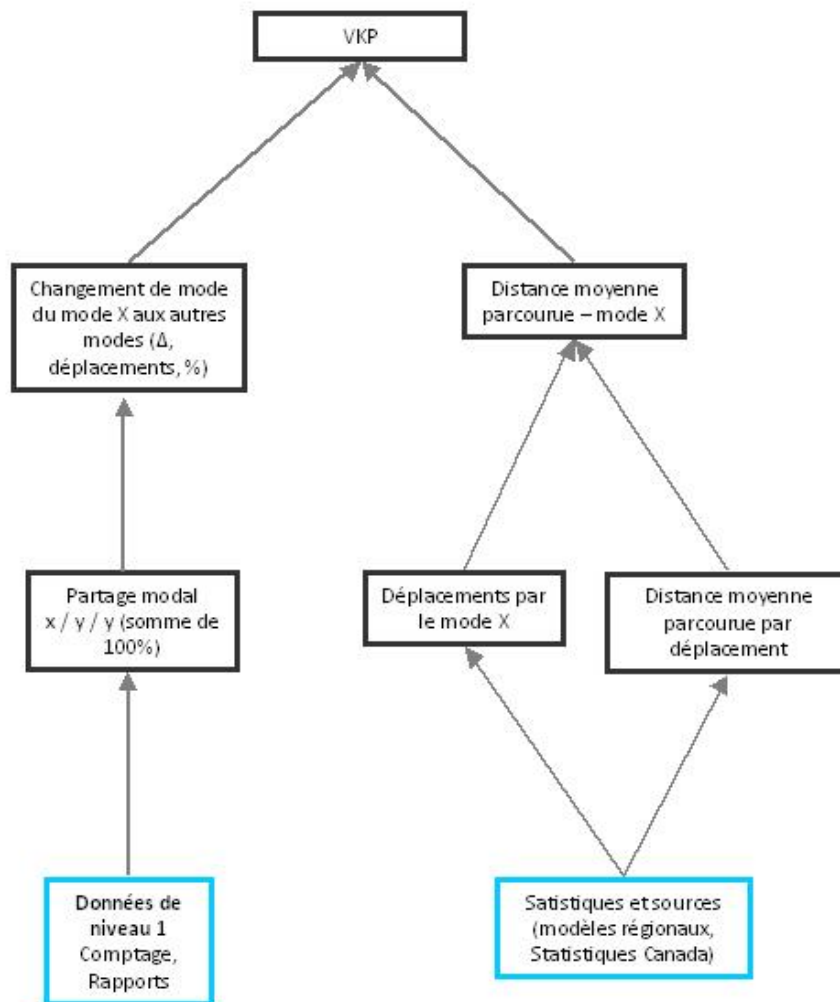 VKP
Changement de mode
du mode X aux autres
modes (Δ,
déplacements, %)
Distance moyenne
parcourue – mode X
Partage modal
x / y / y (somme de
100%)
Déplacements par
le mode X
Distance moyenne
parcourue par
déplacement
Données de
niveau 1
Comptage,
Rapports
Satistiques et sources
(modèles régionaux,
Statistiques Canada)